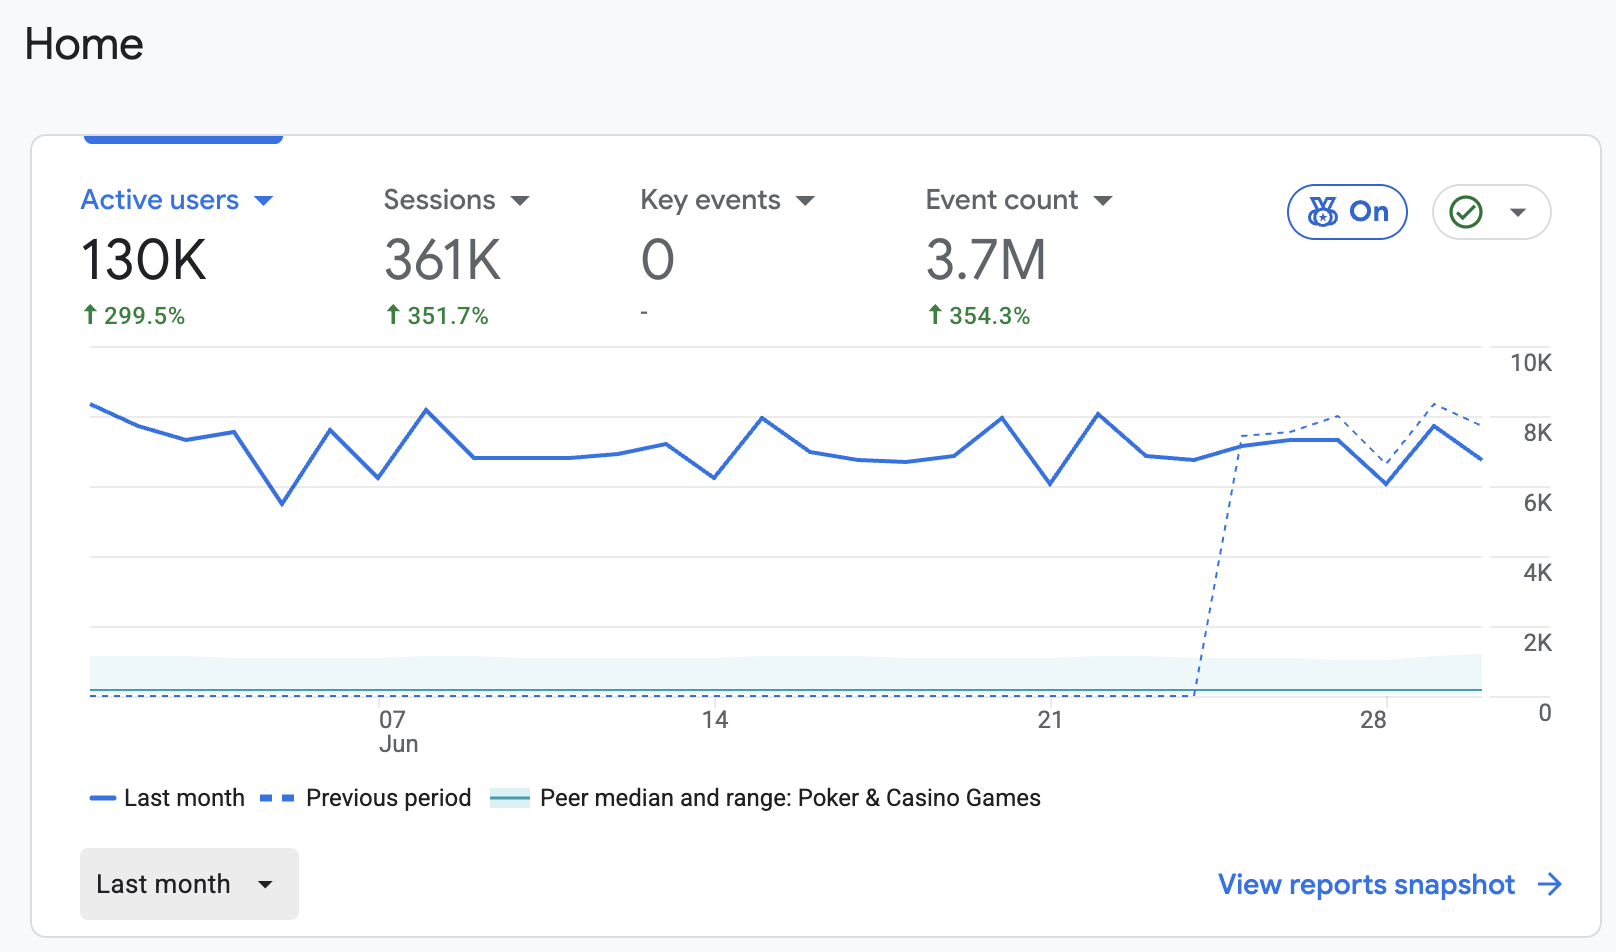 Home
Active users Sessions Key events Event count On
130K 361K 0 3.7M
299.5% 351.7% - 354.3%
10K
8K
6K
4K
2K
0
07 14 21 28
Jun
Last month Previous period Peer median and range: Poker & Casino Games
Last month View reports snapshot